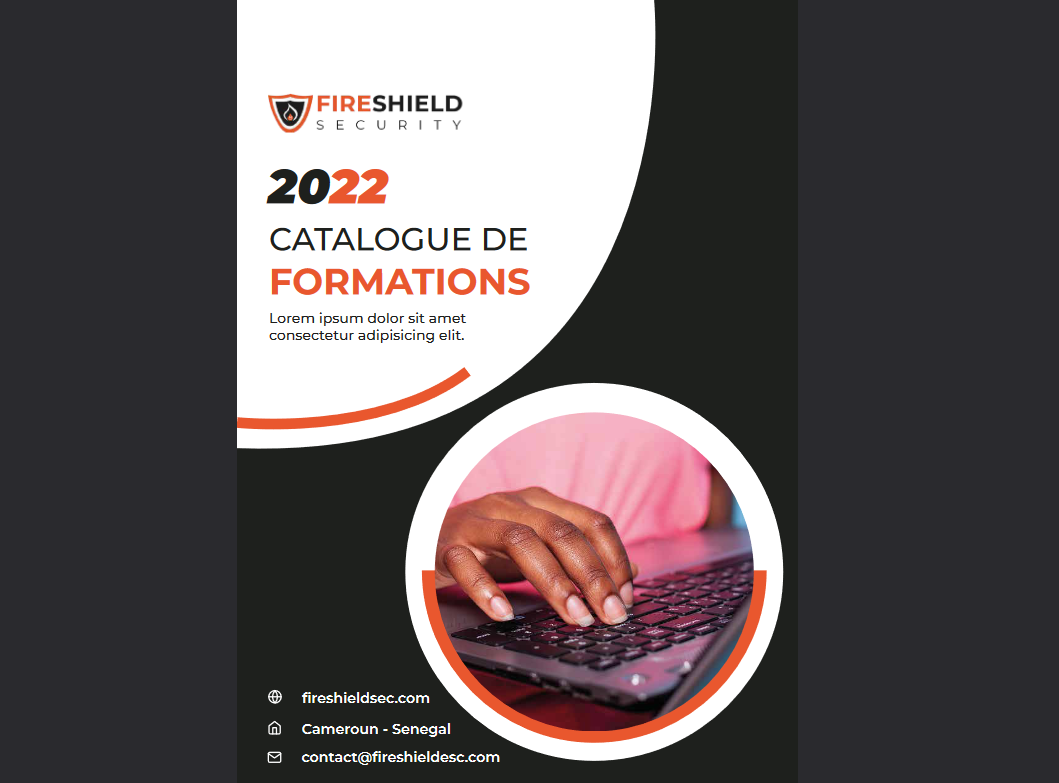 FIRESHIELD
SECURITY
2022
CATALOGUE DE
FORMATIONS
Lorem ipsum dolor sit amet
consectetur adipisicing elit.
fireshieldsec.com
Cameroun - Senegal
contact@fireshieldesc.com